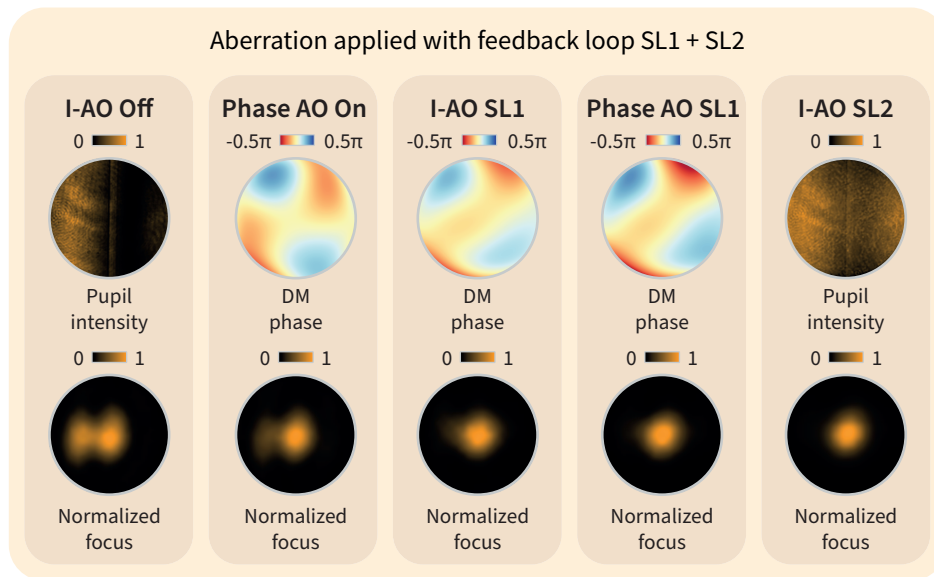 Aberration applied with feedback loop SL1 + SL2
I-AO Off
0 1
Pupil
intensity
0 1
Normalized
focus
Phase AO On
-0.5π 0.5π
DM
phase
0 1
Normalized
focus
I-AO SL1
-0.5π 0.5π
DM
phase
0 1
Normalized
focus
Phase AO SL1
-0.5π 0.5π
DM
phase
0 1
Normalized
focus
I-AO SL2
0 1
Pupil
intensity
0 1
Normalized
focus